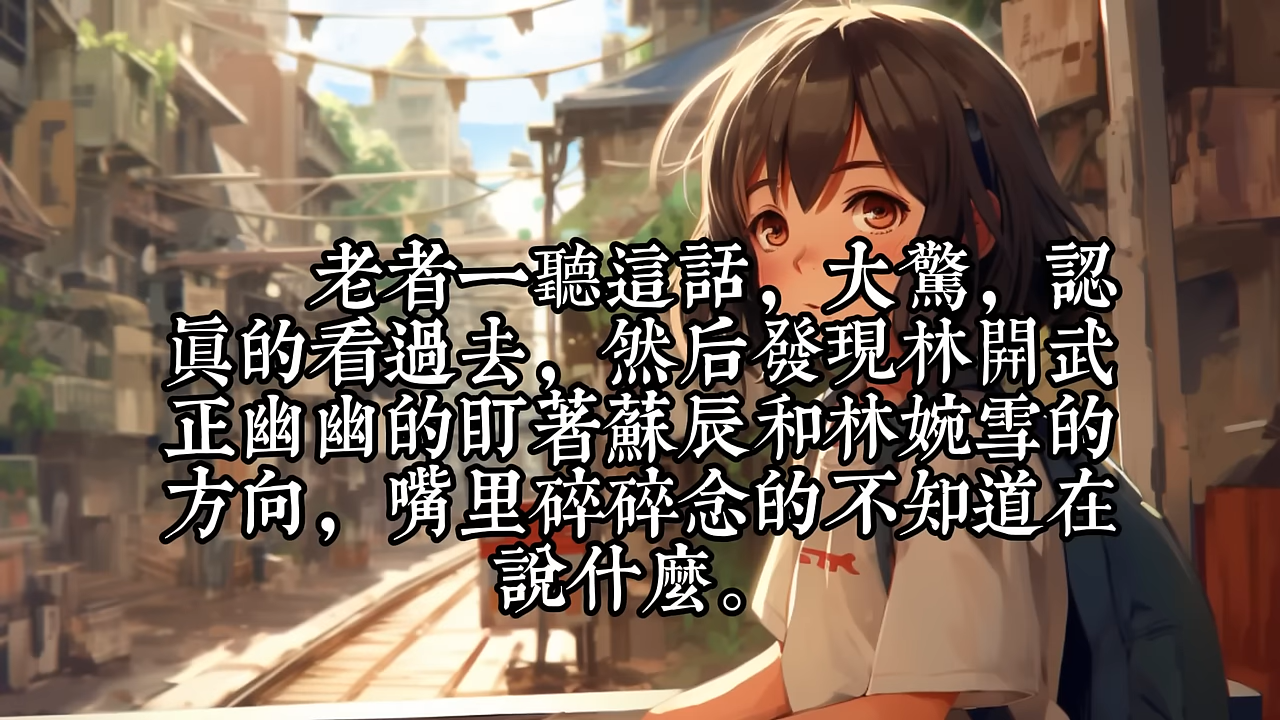 老者一聽這話，大驚，認
眞的看過去，然后發現林開武
正幽幽的盯著蘇辰和林婉雪的
方向，嘴里碎碎念的不知道在
說什麼。